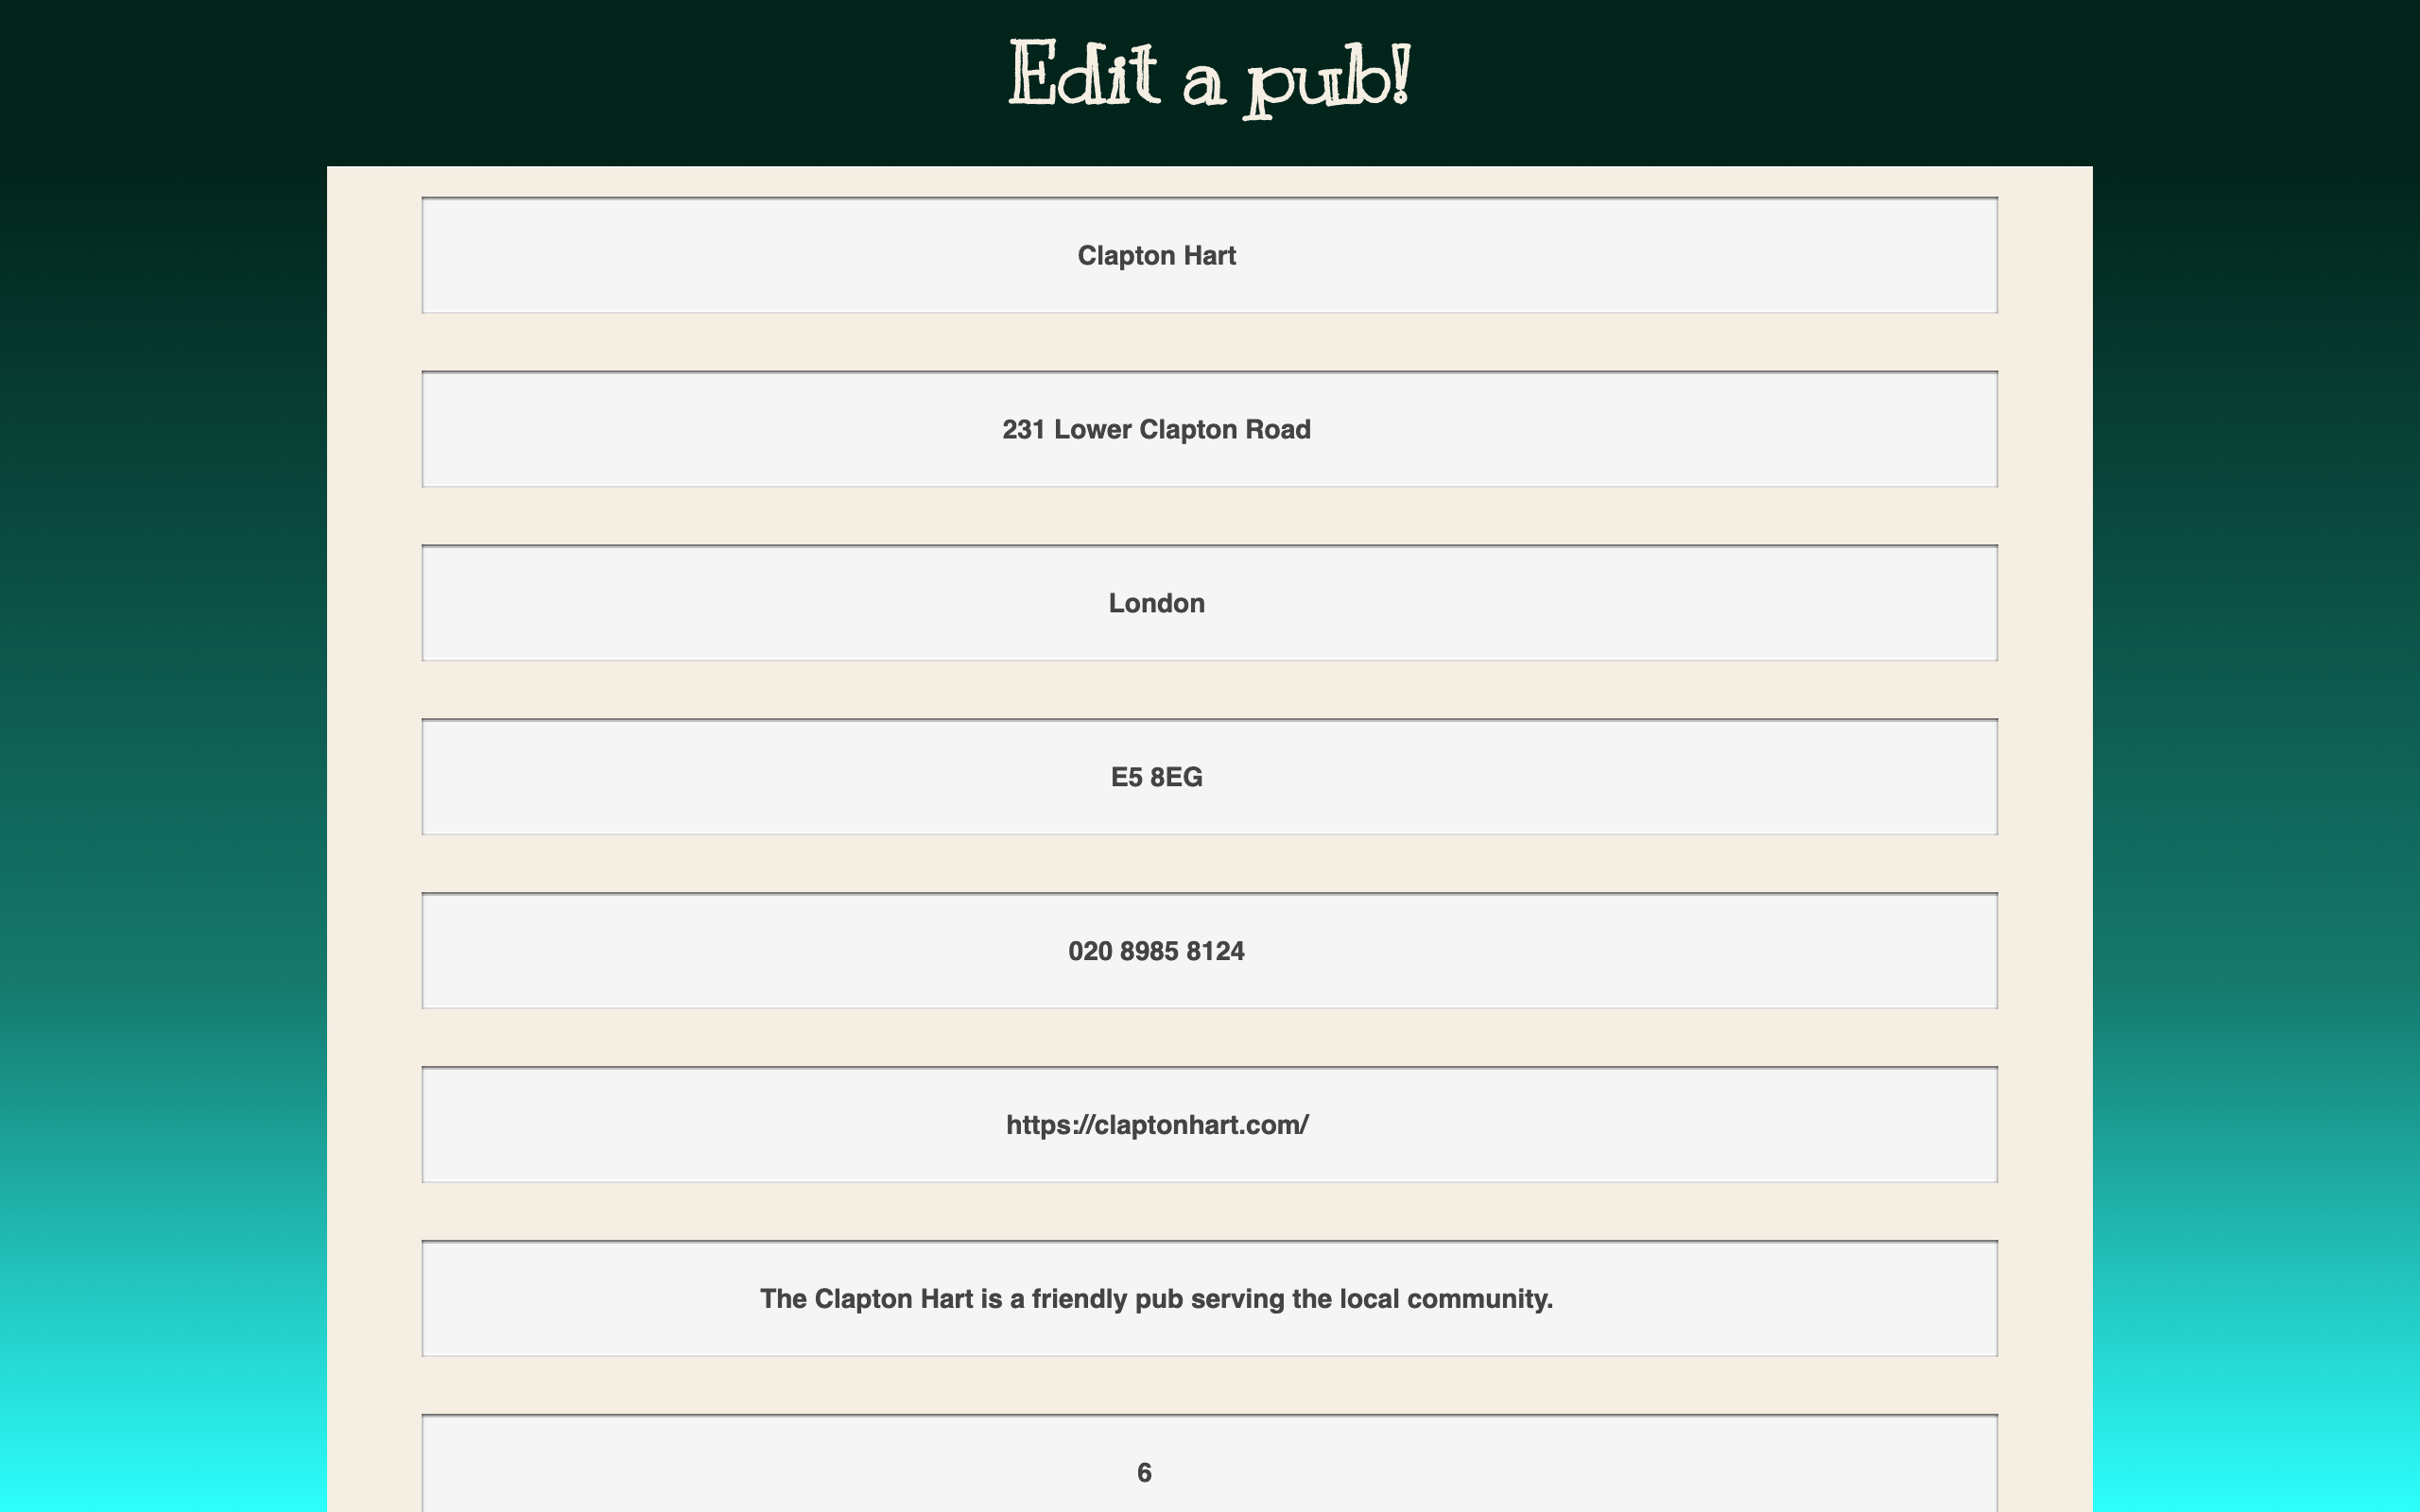 Edit a pub!
Clapton Hart
231 Lower Clapton Road
London
E5 8EG
020 8985 8124
https://claptonhart.com/
The Clapton Hart is a friendly pub serving the local community.
6